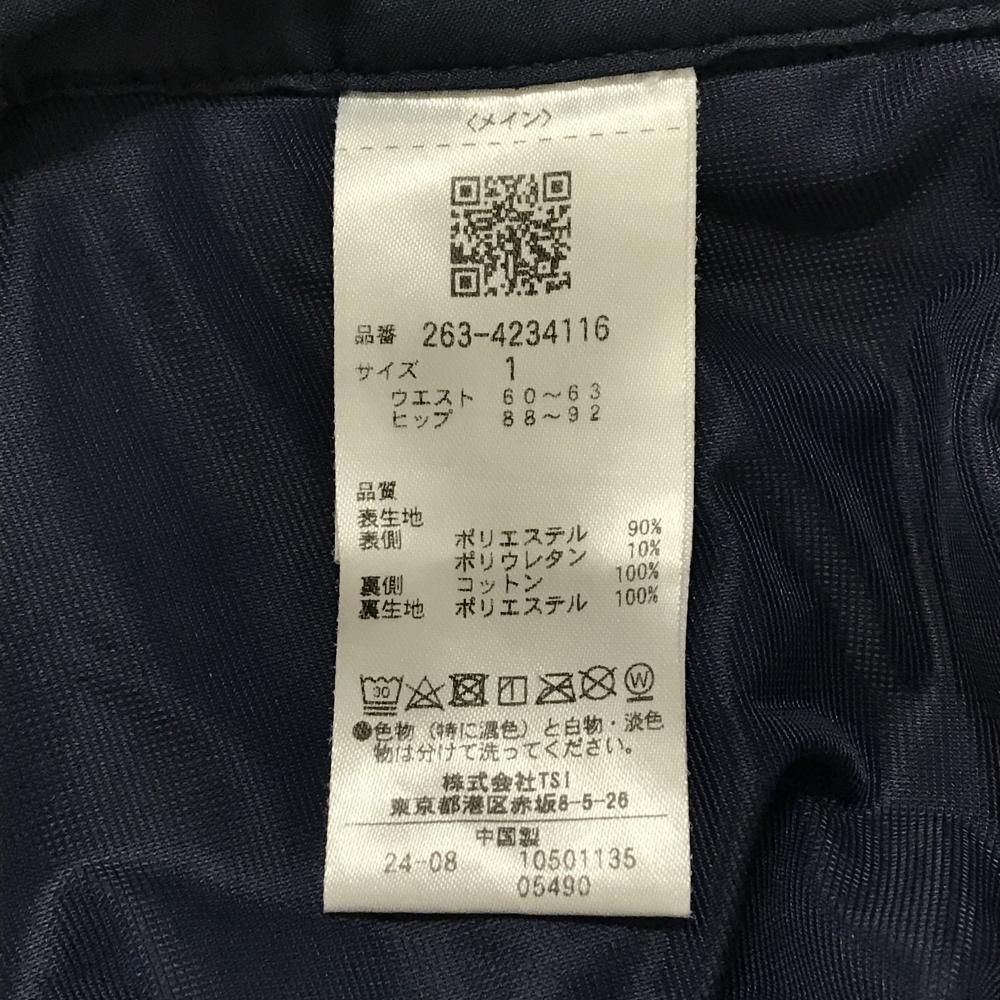 〈メイン〉
品番 263-4234116
サイズ 1
ウエスト 60～63
ヒップ 88～92
品質
表生地
表側 ポリエステル 90%
ポリウレタン 10%
裏側 コットン 100%
裏生地 ポリエステル 100%
30
W
●色物（特に濃色）と白物・淡色
物は分けて洗ってください。
株式会社TSI
東京都港区赤坂8-5-26
中国製
24-08 10501135
05490